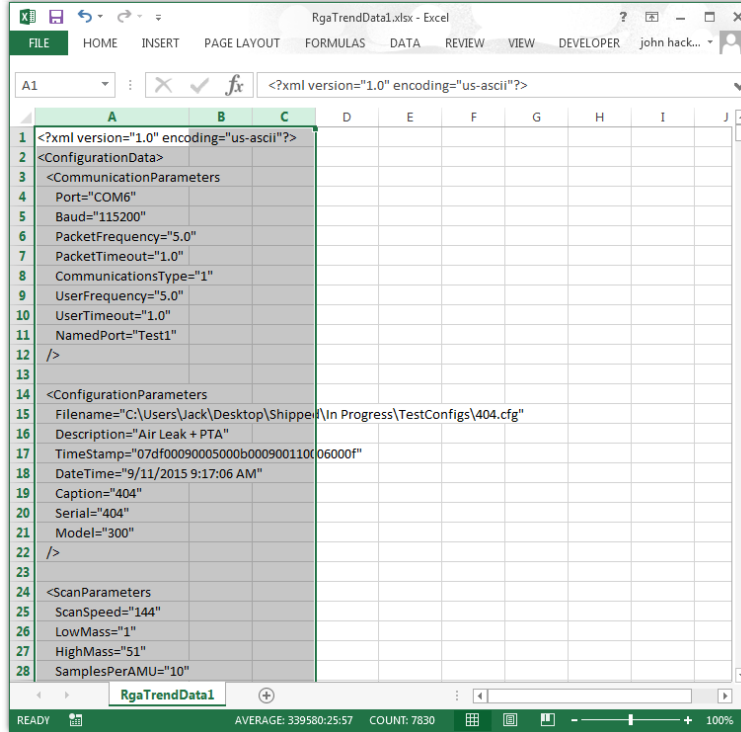 RgaTrendData1.xlsx - Excel
?
FILE HOME INSERT PAGE LAYOUT FORMULAS DATA REVIEW VIEW DEVELOPER john hack...
A1 fx <?xml version="1.0" encoding="us-ascii"?>
A B C D E F G H I J
1 <?xml version="1.0" encoding="us-ascii"?>
2 <ConfigurationData>
3 <CommunicationParameters
4 Port="COM6"
5 Baud="115200"
6 PacketFrequency="5.0"
7 PacketTimeout="1.0"
8 CommunicationsType="1"
9 UserFrequency="5.0"
10 UserTimeout="1.0"
11 NamedPort="Test1"
12 />
13
14 <ConfigurationParameters
15 Filename="C:\Users\Jack\Desktop\Shipped\In Progress\TestConfigs\404.cfg"
16 Description="Air Leak + PTA"
17 TimeStamp="07df00090005000b000900110006000f"
18 DateTime="9/11/2015 9:17:06 AM"
19 Caption="404"
20 Serial="404"
21 Model="300"
22 />
23
24 <ScanParameters
25 ScanSpeed="144"
26 LowMass="1"
27 HighMass="51"
28 SamplesPerAMU="10"
RgaTrendData1
READY AVERAGE: 339580:25:57 COUNT: 7830 100%